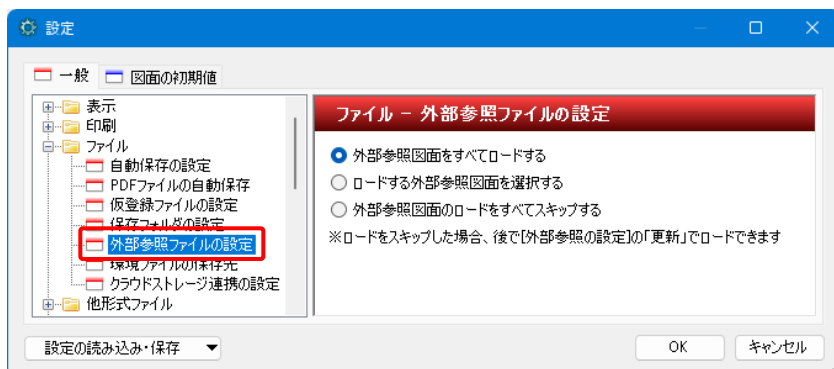 設定
一般
図面の初期値
表示
印刷
ファイル
自動保存の設定
PDFファイルの自動保存
仮登録ファイルの設定
保存フォルダの設定
外部参照ファイルの設定
環境ファイルの保存先
クラウドストレージ連携の設定
他形式ファイル
ファイル − 外部参照ファイルの設定
外部参照図面をすべてロードする
ロードする外部参照図面を選択する
外部参照図面のロードをすべてスキップする
※ロードをスキップした場合、後で[外部参照の設定]の「更新」でロードできます
設定の読み込み・保存
OK
キャンセル